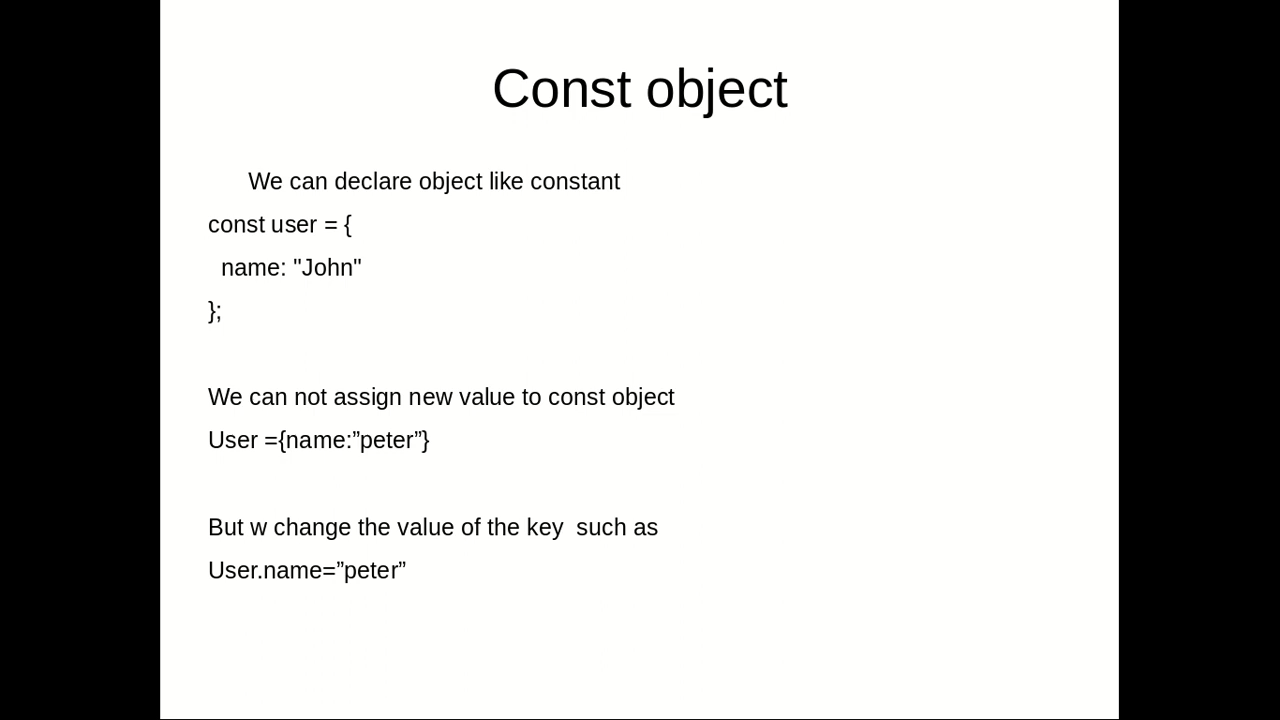 Const object
We can declare object like constant
const user = {
name: "John"
};
We can not assign new value to const object
User ={name:”peter”}
But w change the value of the key  such as
User.name=”peter”